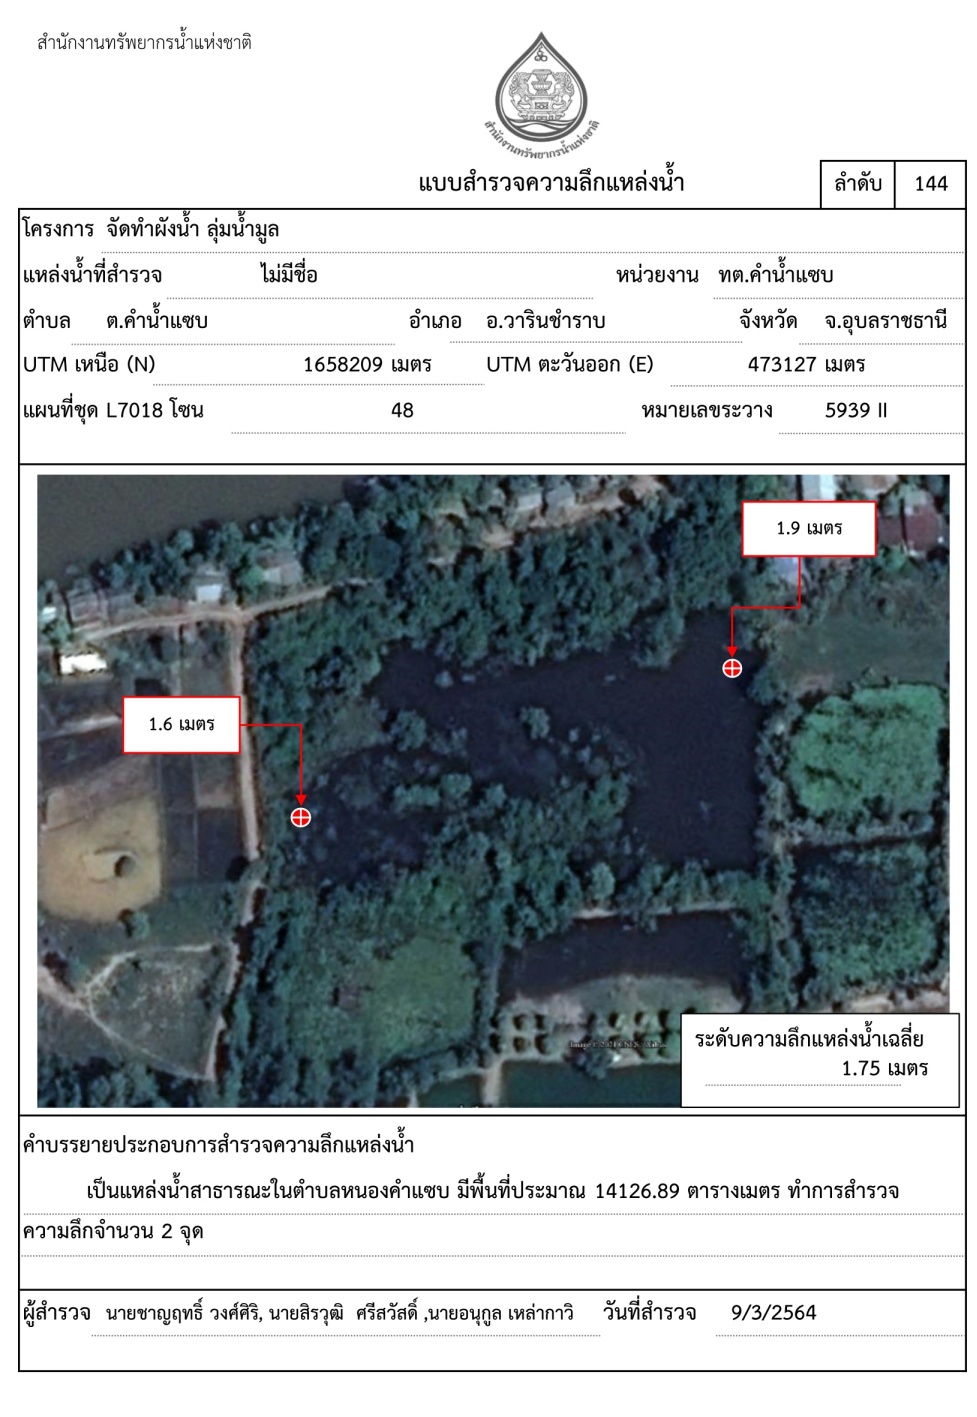 สำนักงานทรัพยากรน้ำแห่งชาติ
สำนักงานทรัพยากรน้ำแห่งชาติ
แบบสำรวจความลึกแหล่งน้ำ
ลำดับ 144
โครงการ จัดทำผังน้ำ ลุ่มน้ำมูล
แหล่งน้ำที่สำรวจ ไม่มีชื่อ หน่วยงาน ทต.คำน้ำแซบ
ตำบล ต.คำน้ำแซบ อำเภอ อ.วารินชำราบ จังหวัด จ.อุบลราชธานี
UTM เหนือ (N) 1658209 เมตร UTM ตะวันออก (E) 473127 เมตร
แผนที่ชุด L7018 โซน 48 หมายเลขระวาง 5939 II
1.9 เมตร
1.6 เมตร
ระดับความลึกแหล่งน้ำเฉลี่ย
1.75 เมตร
คำบรรยายประกอบการสำรวจความลึกแหล่งน้ำ
เป็นแหล่งน้ำสาธารณะในตำบลหนองคำแซบ มีพื้นที่ประมาณ 14126.89 ตารางเมตร ทำการสำรวจ
ความลึกจำนวน 2 จุด
ผู้สำรวจ นายชาญฤทธิ์ วงศ์ศิริ, นายสิรวุฒิ ศรีสวัสดิ์ ,นายอนุกูล เหล่ากาวิ วันที่สำรวจ 9/3/2564